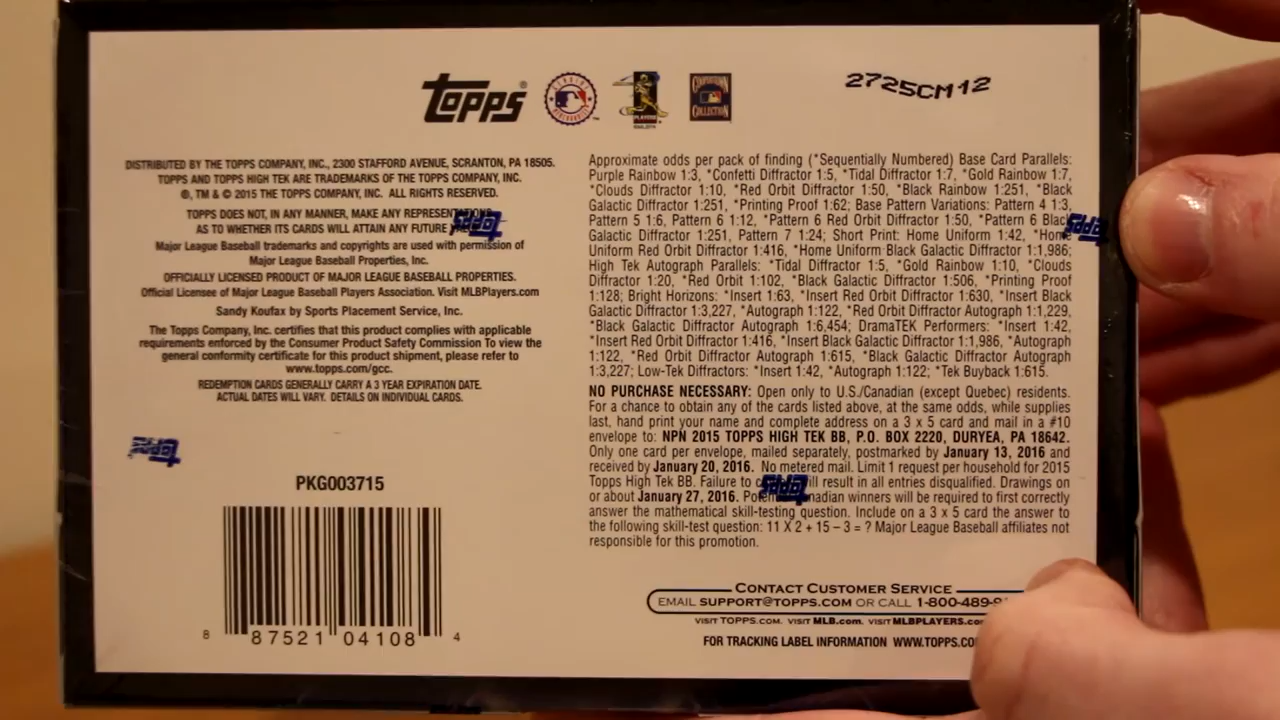 TOPPS®
2725CM12
DISTRIBUTED BY THE TOPPS COMPANY, INC., 2300 STAFFORD AVENUE, SCRANTON, PA 18505.
TOPPS AND TOPPS HIGH TEK ARE TRADEMARKS OF THE TOPPS COMPANY, INC.
®, TM & © 2015 THE TOPPS COMPANY, INC. ALL RIGHTS RESERVED.
TOPPS DOES NOT, IN ANY MANNER, MAKE ANY
AS TO WHETHER ITS CARDS WILL ATTAIN ANY FUTURE
Major League Baseball trademarks and copyrights are used with permission of
Major League Baseball Properties, Inc.
OFFICIALLY LICENSED PRODUCT OF MAJOR LEAGUE BASEBALL PROPERTIES.
Official Licensee of Major League Baseball Players Association. Visit MLBPlayers.com
Sandy Koufax by Sports Placement Service, Inc.
The Topps Company, Inc. certifies that this product complies with applicable
requirements enforced by the Consumer Product Safety Commission To view the
general conformity certificate for this product shipment, please refer to
www.topps.com/gcc.
REDEMPTION CARDS GENERALLY CARRY A 3 YEAR EXPIRATION DATE.
ACTUAL DATES WILL VARY. DETAILS ON INDIVIDUAL CARDS.
PKG003715
8 87521 04108 4
Approximate odds per pack of finding (*Sequentially Numbered) Base Card Parallels:
Purple Rainbow 1:3, *Confetti Diffractor 1:5, *Tidal Diffractor 1:7, *Gold Rainbow 1:7,
*Clouds Diffractor 1:10, *Red Orbit Diffractor 1:50, *Black Rainbow 1:251, *Black
Galactic Diffractor 1:251, *Printing Proof 1:62; Base Pattern Variations: Pattern 4 1:3,
Pattern 5 1:6, Pattern 6 1:12, *Pattern 6 Red Orbit Diffractor 1:50, *Pattern 6 Black
Galactic Diffractor 1:251, Pattern 7 1:24; Short Print: Home Uniform 1:42, *Home
Uniform Red Orbit Diffractor 1:416, *Home Uniform Black Galactic Diffractor 1:1,986;
High Tek Autograph Parallels: *Tidal Diffractor 1:5, *Gold Rainbow 1:10, *Clouds
Diffractor 1:20, *Red Orbit 1:102, *Black Galactic Diffractor 1:506, *Printing Proof
1:128; Bright Horizons: *Insert 1:63, *Insert Red Orbit Diffractor 1:630, *Insert Black
Galactic Diffractor 1:3,227, *Autograph 1:122, *Red Orbit Diffractor Autograph 1:1,229,
*Black Galactic Diffractor Autograph 1:6,454; DramaTEK Performers: *Insert 1:42,
*Insert Red Orbit Diffractor 1:416, *Insert Black Galactic Diffractor 1:1,986, *Autograph
1:122, *Red Orbit Diffractor Autograph 1:615, *Black Galactic Diffractor Autograph
1:3,227; Low-Tek Diffractors: *Insert 1:42, *Autograph 1:122; *Tek Buyback 1:615.
NO PURCHASE NECESSARY: Open only to U.S./Canadian (except Quebec) residents.
For a chance to obtain any of the cards listed above, at the same odds, while supplies
last, hand print your name and complete address on a 3 x 5 card and mail in a #10
envelope to: NPN 2015 TOPPS HIGH TEK BB, P.O. BOX 2220, DURYEA, PA 18642.
Only one card per envelope, mailed separately, postmarked by January 13, 2016 and
received by January 20, 2016. No metered mail. Limit 1 request per household for 2015
Topps High Tek BB. Failure to will result in all entries disqualified. Drawings on
or about January 27, 2016. winners will be required to first correctly
answer the mathematical skill-testing question. Include on a 3 x 5 card the answer to
the following skill-test question: 11 X 2 + 15 – 3 = ? Major League Baseball affiliates not
responsible for this promotion.
CONTACT CUSTOMER SERVICE
EMAIL SUPPORT@TOPPS.COM OR CALL 1-800-489-
VISIT TOPPS.COM. VISIT MLB.com. VISIT
FOR TRACKING LABEL INFORMATION